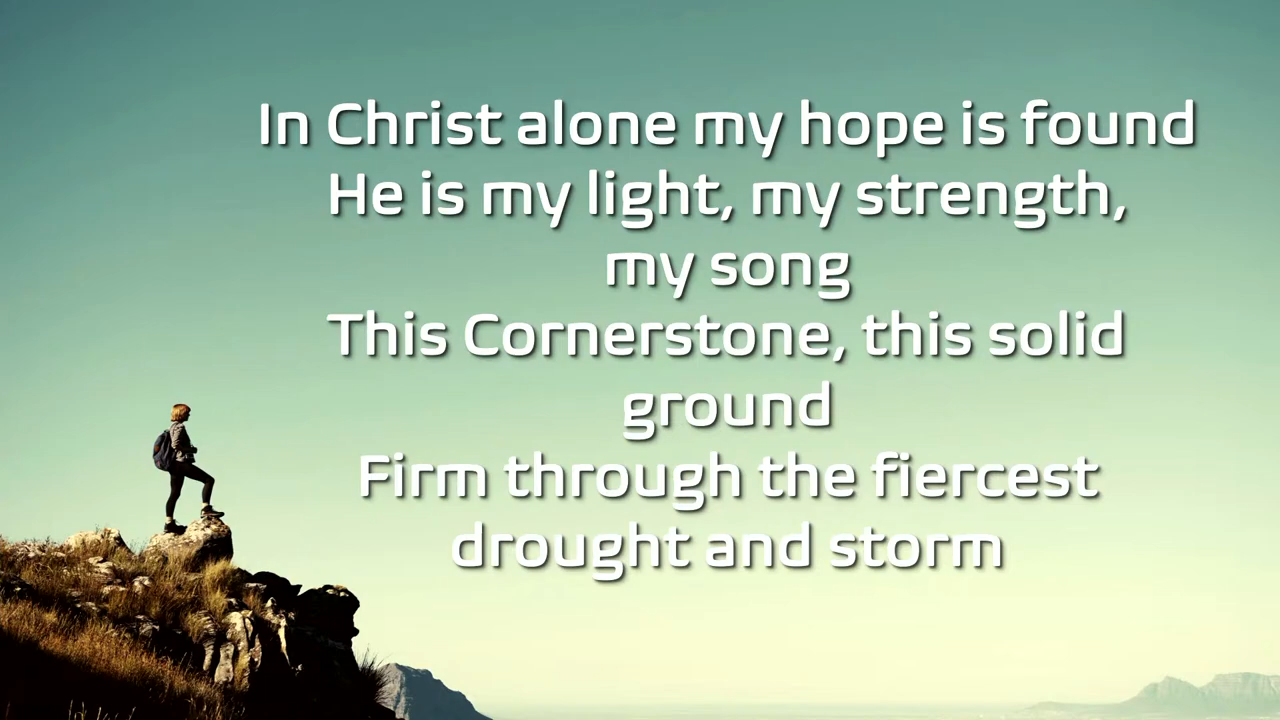 In Christ alone my hope is found
He is my light, my strength,
my song
This Cornerstone, this solid
ground
Firm through the fiercest
drought and storm